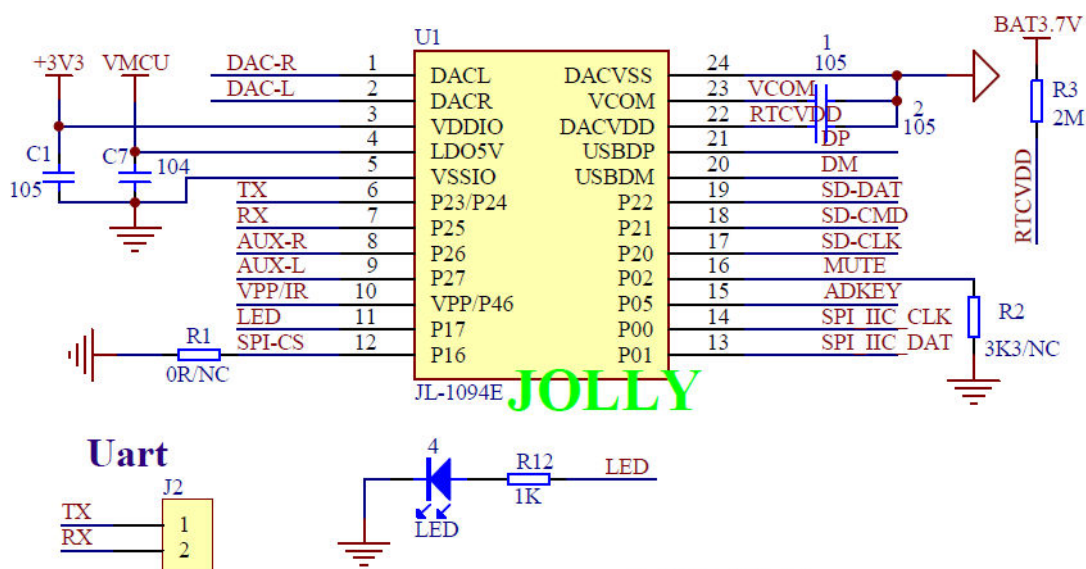 U1
1
105
BAT3.7V
+3V3
VMCU
DAC-R 1 DACL DACVSS 24
DAC-L 2 DACR VCOM 23 VCOM
3 VDDIO DACVDD 22 RTCVDD
2
105
4 LDO5V USBDP 21 DP
5 VSSIO USBDM 20 DM
TX 6 P23/P24 P22 19 SD-DAT
RX 7 P25 P21 18 SD-CMD
AUX-R 8 P26 P20 17 SD-CLK
AUX-L 9 P27 P02 16 MUTE
VPP/IR 10 VPP/P46 P05 15 ADKEY
LED 11 P17 P00 14 SPI_IIC_CLK
SPI-CS 12 P16 P01 13 SPI_IIC_DAT
C1
105
C7
104
R3
2M
RTCVDD
R1
0R/NC
R2
3K3/NC
JL-1094E
JOLLY
Uart
J2
TX 1
RX 2
4
LED
R12
1K
LED